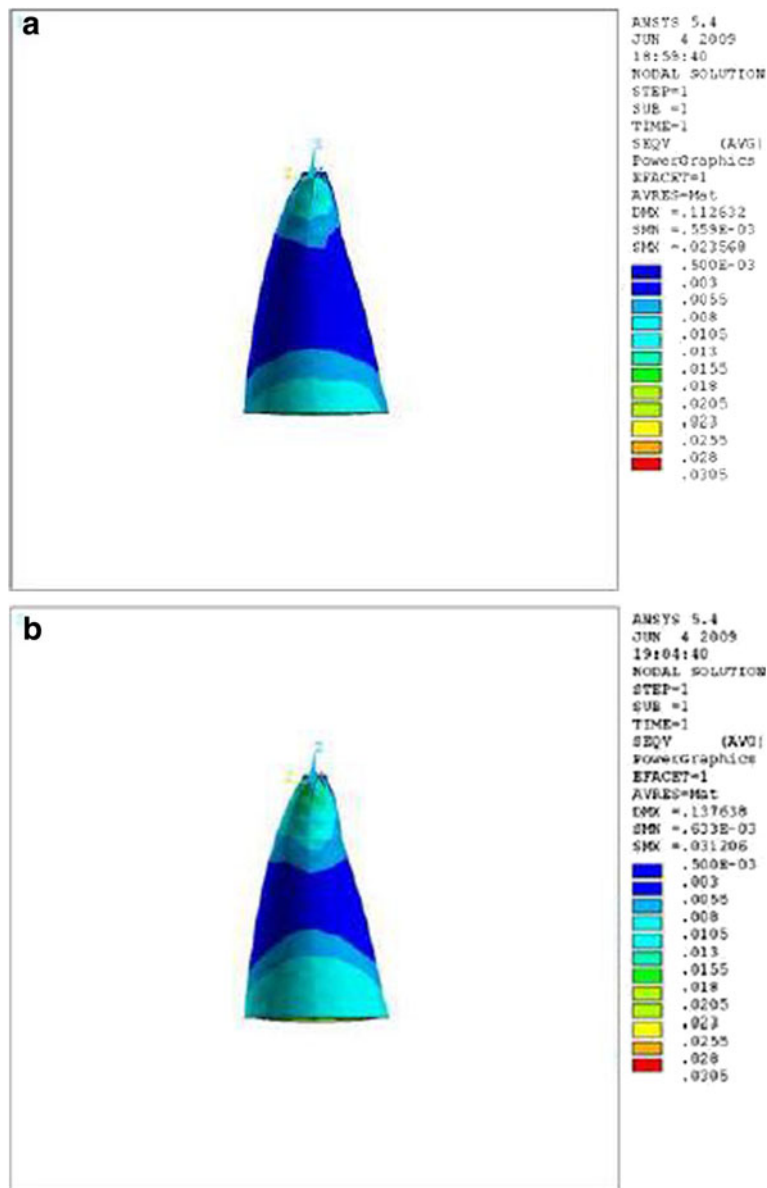 a
ANSYS 5.4
JUN 4 2009
18:59:40
NODAL SOLUTION
STEP=1
SUB =1
TIME=1
SEQV (AVG)
PowerGraphics
EFACET=1
AVRES=Mat
DMX =.112632
SMN =.559E-03
SMX =.023568
.500E-03
.003
.0055
.008
.0105
.013
.0155
.018
.0205
.023
.0255
.028
.0305
b
ANSYS 5.4
JUN 4 2009
19:04:40
NODAL SOLUTION
STEP=1
SUB =1
TIME=1
SEQV (AVG)
PowerGraphics
EFACET=1
AVRES=Mat
DMX =.137638
SMN =.633E-03
SMX =.031206
.500E-03
.003
.0055
.008
.0105
.013
.0155
.018
.0205
.023
.0255
.028
.0305